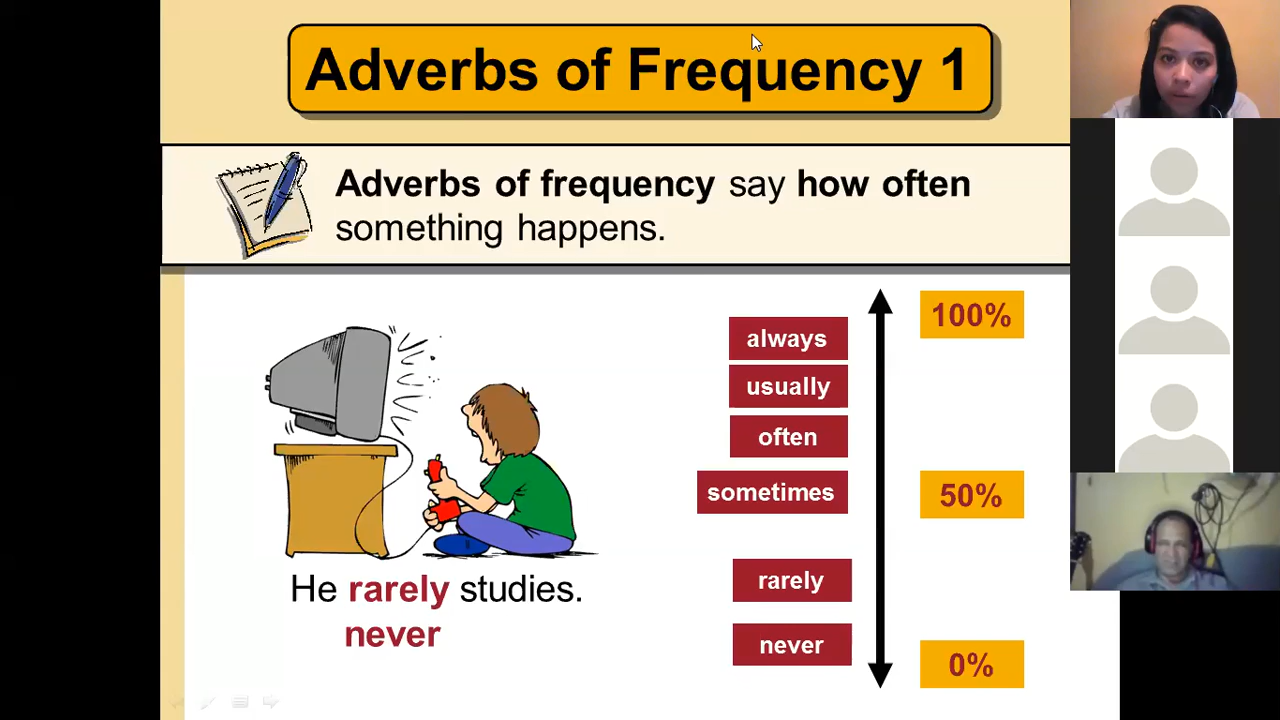 Adverbs of Frequency 1
Adverbs of frequency say how often
something happens.
He rarely studies.
never
always
usually
often
sometimes
rarely
never
100%
50%
0%